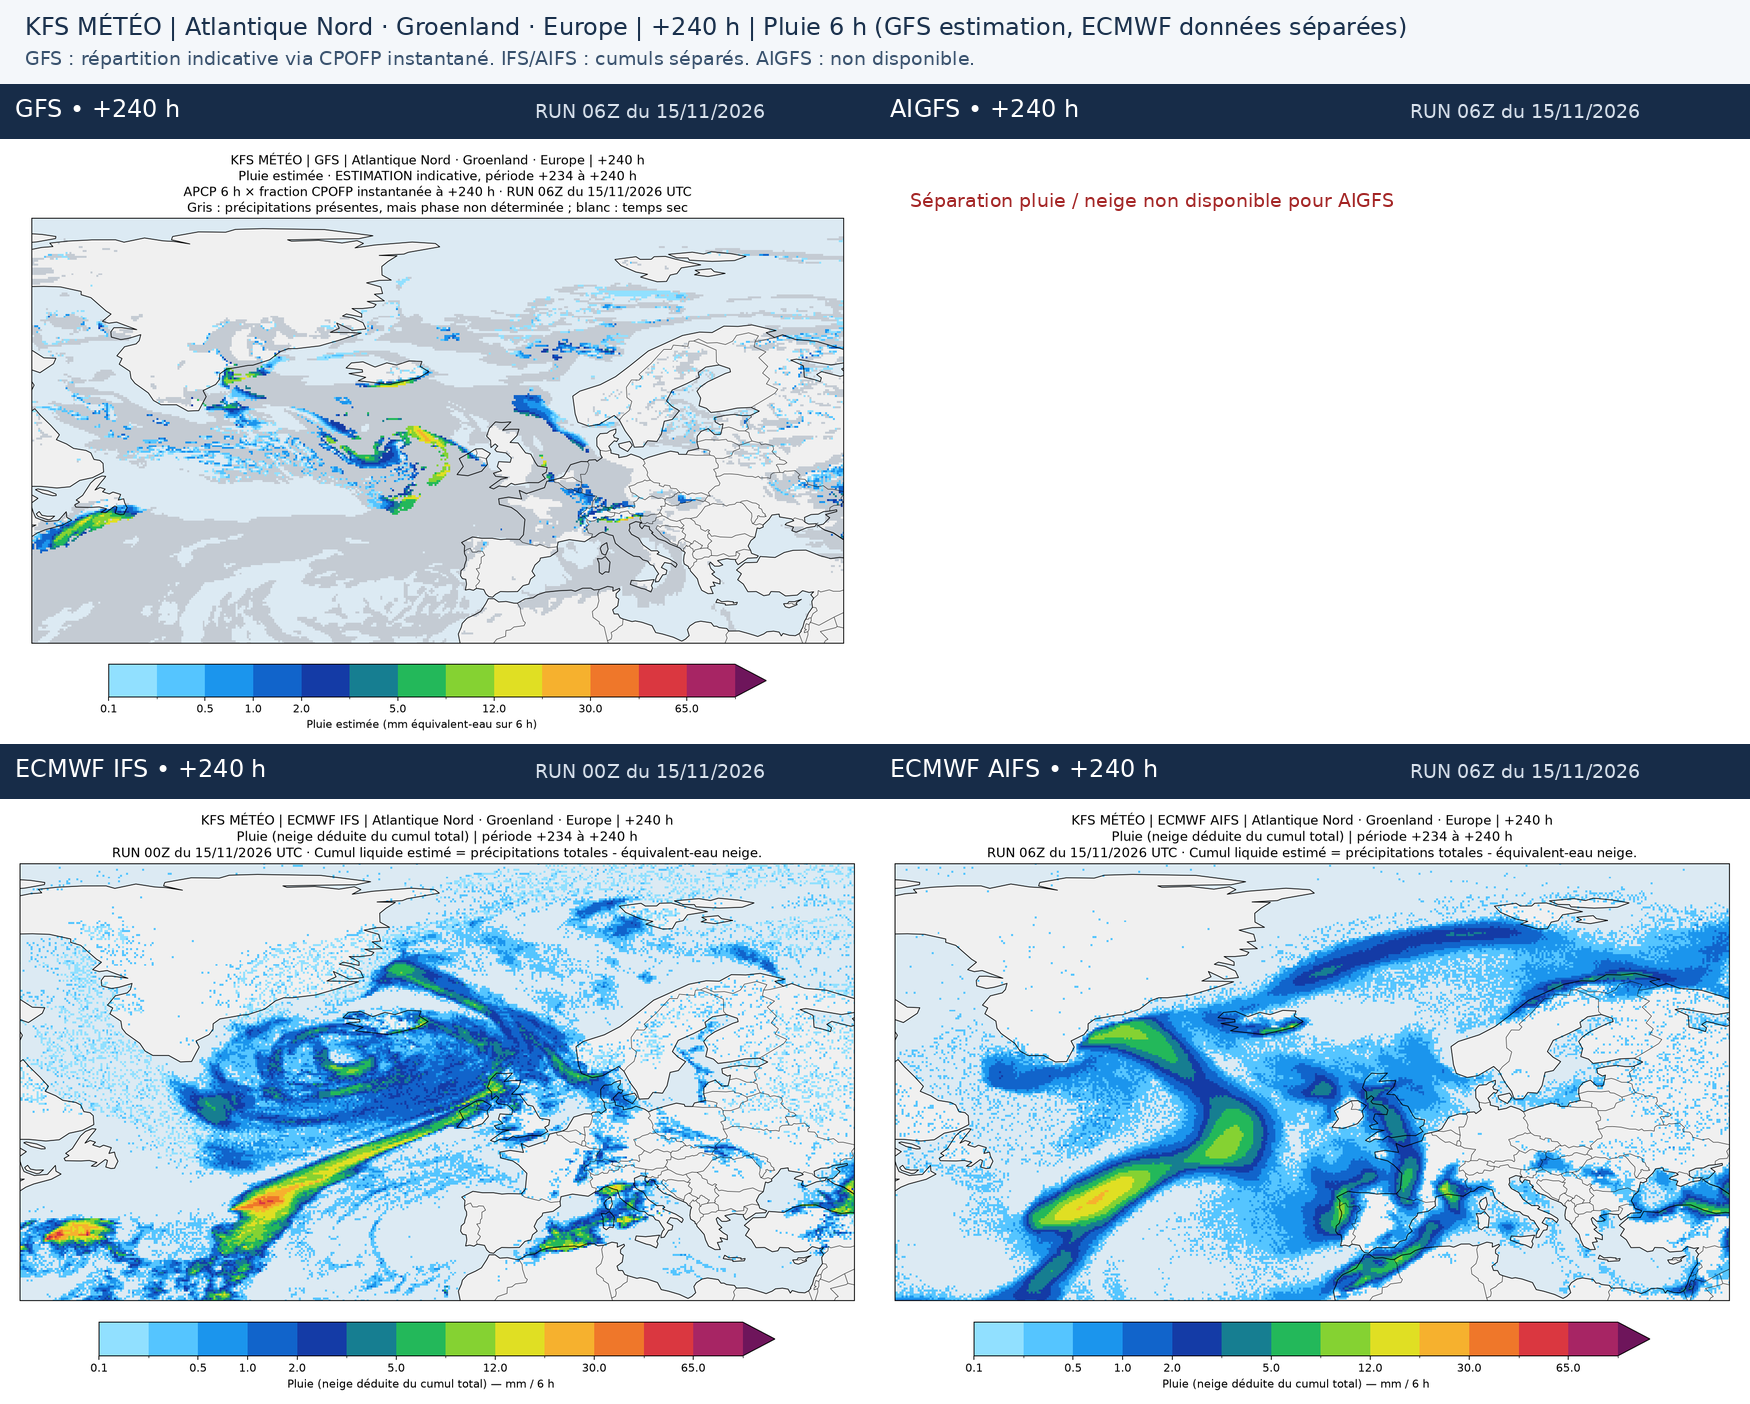 KFS MÉTÉO | Atlantique Nord · Groenland · Europe | +240 h | Pluie 6 h (GFS estimation, ECMWF données séparées)
GFS : répartition indicative via CPOFP instantané. IFS/AIFS : cumuls séparés. AIGFS : non disponible.
GFS • +240 h
RUN 06Z du 15/11/2026
AIGFS • +240 h
RUN 06Z du 15/11/2026
KFS MÉTÉO | GFS | Atlantique Nord · Groenland · Europe | +240 h
Pluie estimée · ESTIMATION indicative, période +234 à +240 h
APCP 6 h × fraction CPOFP instantanée à +240 h · RUN 06Z du 15/11/2026 UTC
Gris : précipitations présentes, mais phase non déterminée ; blanc : temps sec
Séparation pluie / neige non disponible pour AIGFS
0.1 0.5 1.0 2.0 5.0 12.0 30.0 65.0
Pluie estimée (mm équivalent-eau sur 6 h)
ECMWF IFS • +240 h
RUN 00Z du 15/11/2026
ECMWF AIFS • +240 h
RUN 06Z du 15/11/2026
KFS MÉTÉO | ECMWF IFS | Atlantique Nord · Groenland · Europe | +240 h
Pluie (neige déduite du cumul total) | période +234 à +240 h
RUN 00Z du 15/11/2026 UTC · Cumul liquide estimé = précipitations totales - équivalent-eau neige.
KFS MÉTÉO | ECMWF AIFS | Atlantique Nord · Groenland · Europe | +240 h
Pluie (neige déduite du cumul total) | période +234 à +240 h
RUN 06Z du 15/11/2026 UTC · Cumul liquide estimé = précipitations totales - équivalent-eau neige.
0.1 0.5 1.0 2.0 5.0 12.0 30.0 65.0
Pluie (neige déduite du cumul total) — mm / 6 h
0.1 0.5 1.0 2.0 5.0 12.0 30.0 65.0
Pluie (neige déduite du cumul total) — mm / 6 h